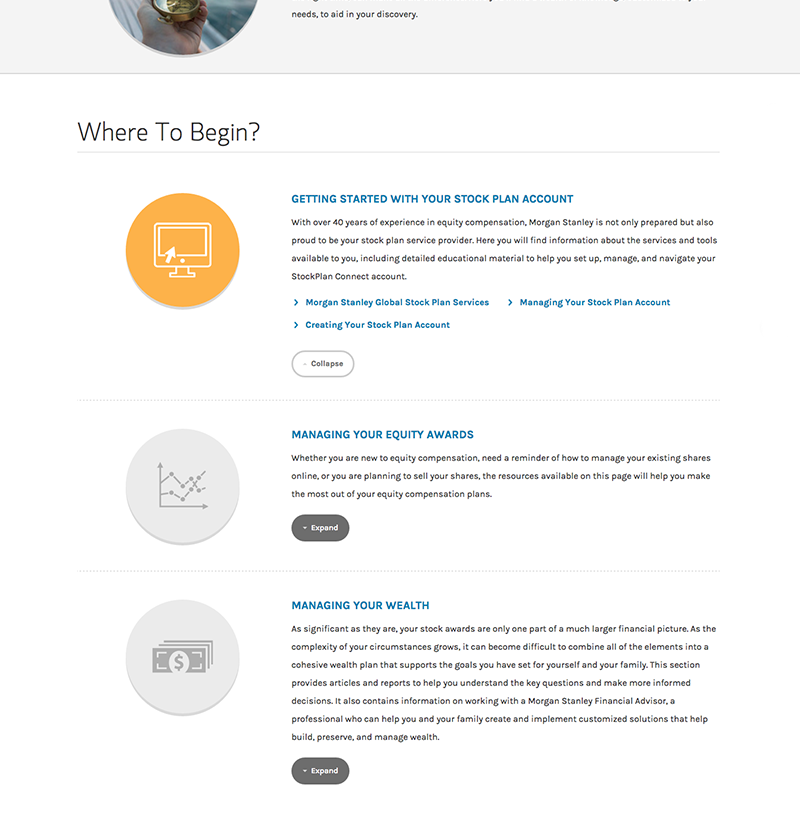 needs, to aid in your discovery.
Where To Begin?
GETTING STARTED WITH YOUR STOCK PLAN ACCOUNT
With over 40 years of experience in equity compensation, Morgan Stanley is not only prepared but also
proud to be your stock plan service provider. Here you will find information about the services and tools
available to you, including detailed educational material to help you set up, manage, and navigate your
StockPlan Connect account.
Morgan Stanley Global Stock Plan Services
Managing Your Stock Plan Account
Creating Your Stock Plan Account
Collapse
MANAGING YOUR EQUITY AWARDS
Whether you are new to equity compensation, need a reminder of how to manage your existing shares
online, or you are planning to sell your shares, the resources available on this page will help you make
the most out of your equity compensation plans.
Expand
MANAGING YOUR WEALTH
As significant as they are, your stock awards are only one part of a much larger financial picture. As the
complexity of your circumstances grows, it can become difficult to combine all of the elements into a
cohesive wealth plan that supports the goals you have set for yourself and your family. This section
provides articles and reports to help you understand the key questions and make more informed
decisions. It also contains information on working with a Morgan Stanley Financial Advisor, a
professional who can help you and your family create and implement customized solutions that help
build, preserve, and manage wealth.
Expand